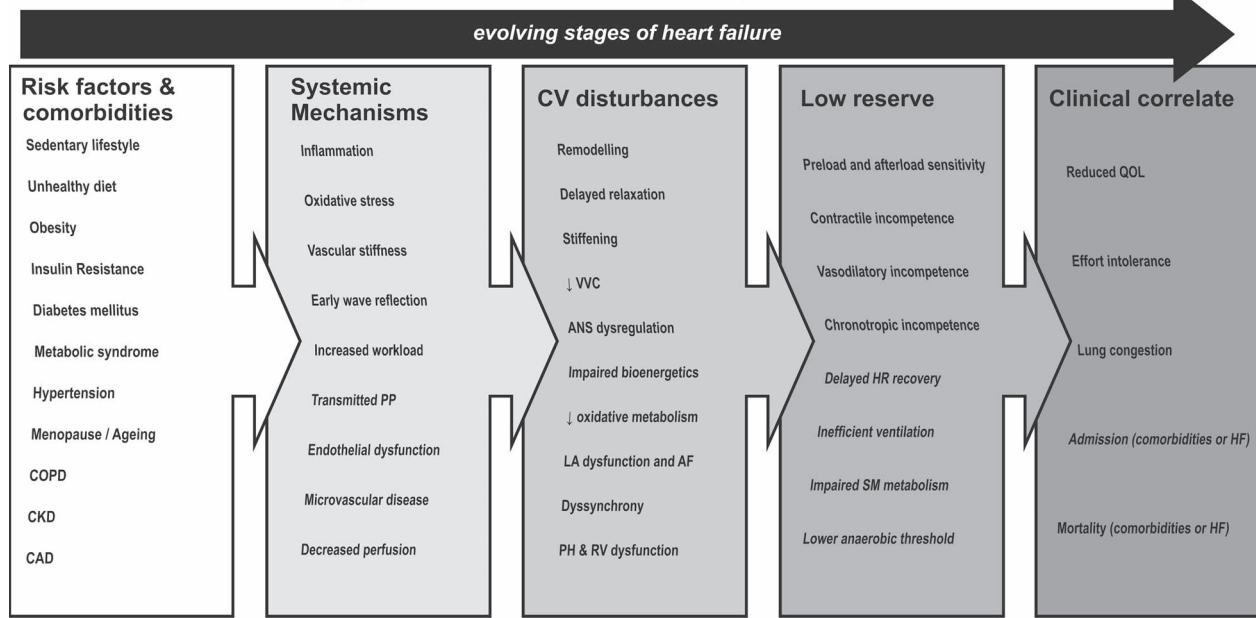 evolving stages of heart failure
Risk factors &
comorbidities
Sedentary lifestyle
Unhealthy diet
Obesity
Insulin Resistance
Diabetes mellitus
Metabolic syndrome
Hypertension
Menopause / Ageing
COPD
CKD
CAD
Systemic
Mechanisms
Inflammation
Oxidative stress
Vascular stiffness
Early wave reflection
Increased workload
Transmitted PP
Endothelial dysfunction
Microvascular disease
Decreased perfusion
CV disturbances
Remodelling
Delayed relaxation
Stiffening
↓ VVC
ANS dysregulation
Impaired bioenergetics
↓ oxidative metabolism
LA dysfunction and AF
Dyssynchrony
PH & RV dysfunction
Low reserve
Preload and afterload sensitivity
Contractile incompetence
Vasodilatory incompetence
Chronotropic incompetence
Delayed HR recovery
Inefficient ventilation
Impaired SM metabolism
Lower anaerobic threshold
Clinical correlate
Reduced QOL
Effort intolerance
Lung congestion
Admission (comorbidities or HF)
Mortality (comorbidities or HF)